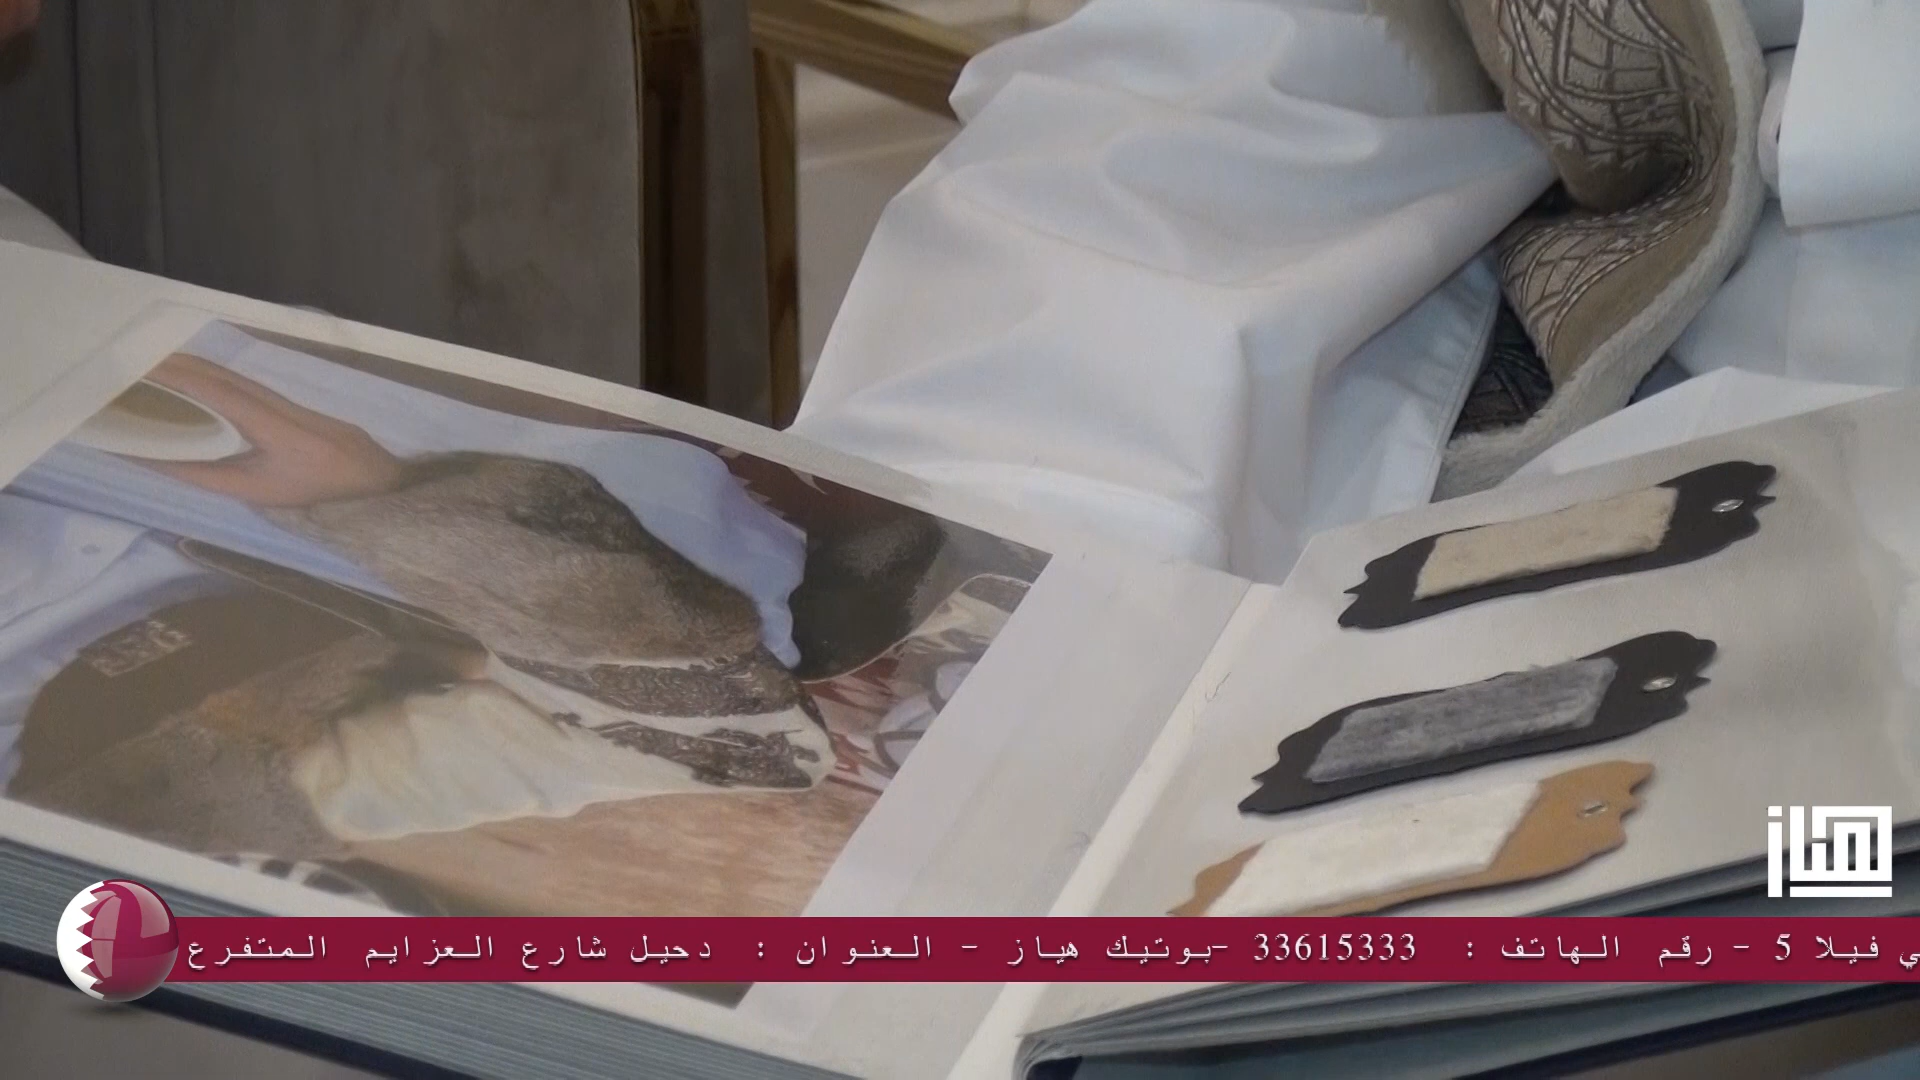 هياز
ي فيلا 5 - رقم الهاتف : 33615333 -بوتيك هياز - العنوان : دحيل شارع العزايم المتفرع